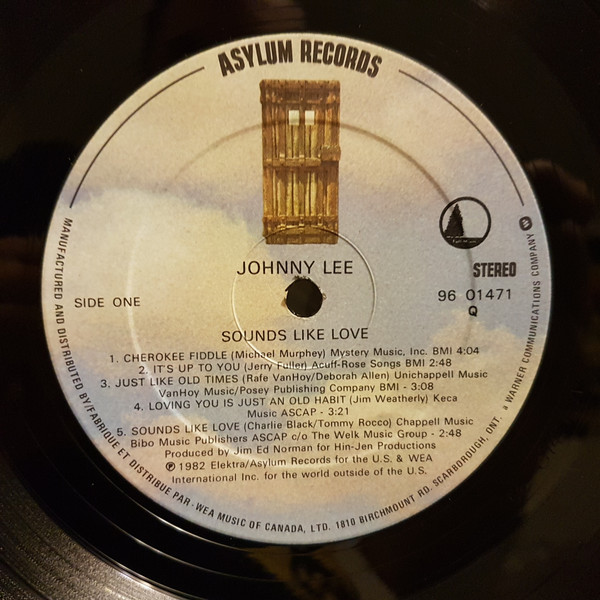 ASYLUM RECORDS
JOHNNY LEE
STEREO
SIDE ONE
96 01471
Q
SOUNDS LIKE LOVE
1. CHEROKEE FIDDLE (Michael Murphey) Mystery Music, Inc. BMI 4:04
2. IT'S UP TO YOU (Jerry Fuller) Acuff-Rose Songs BMI 2:48
3. JUST LIKE OLD TIMES (Rafe VanHoy/Deborah Allen) Unichappell Music
VanHoy Music/Posey Publishing Company BMI - 3:08
4. LOVING YOU IS JUST AN OLD HABIT (Jim Weatherly) Keca
Music ASCAP - 3:21
5. SOUNDS LIKE LOVE (Charlie Black/Tommy Rocco) Chappell Music
Bibo Music Publishers ASCAP c/o The Welk Music Group - 2:48
Produced by Jim Ed Norman for Hin-Jen Productions
℗ 1982 Elektra/Asylum Records for the U.S. & WEA
International Inc. for the world outside of the U.S.
MANUFACTURED AND DISTRIBUTED BY/FABRIQUE ET DISTRIBUE PAR - WEA MUSIC OF CANADA, LTD. 1810 BIRCHMOUNT RD. SCARBOROUGH, ONT. a WARNER COMMUNICATIONS COMPANY